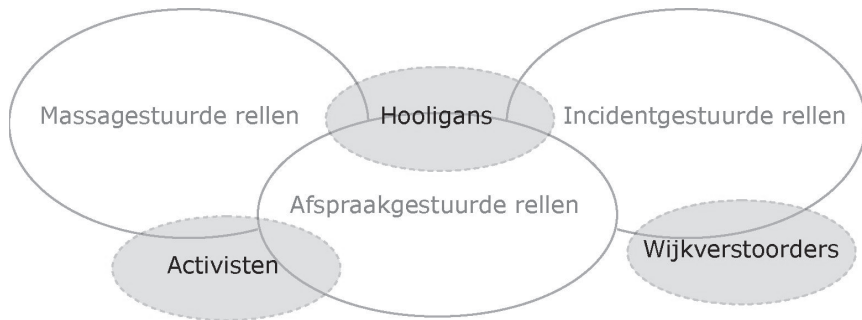 Massagestuurde rellen
Hooligans
Incidentgestuurde rellen
Afspraakgestuurde rellen
Activisten
Wijkverstoorders